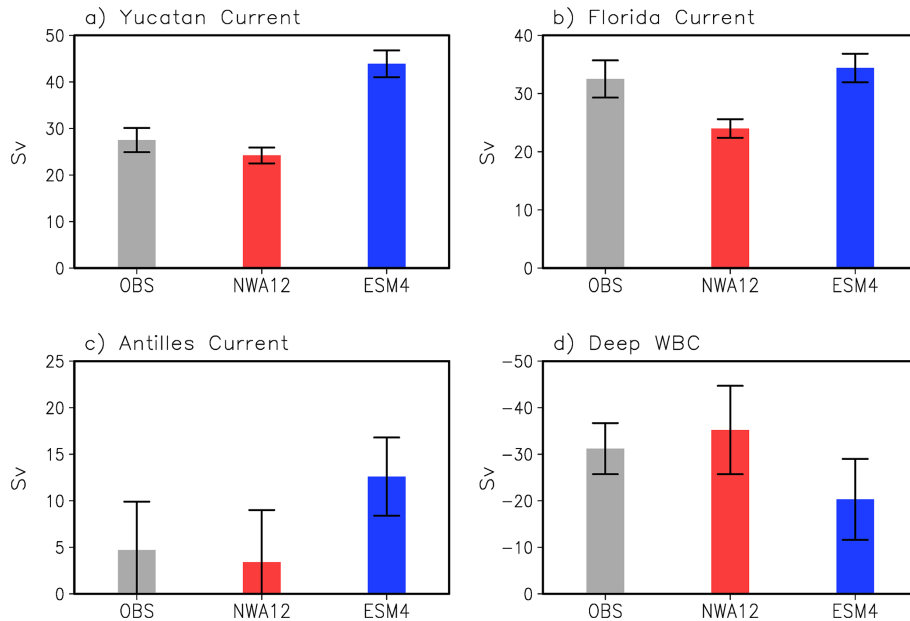 a) Yucatan Current
50
40
30
20
10
0
Sv
OBS NWA12 ESM4
b) Florida Current
40
30
20
10
0
Sv
OBS NWA12 ESM4
c) Antilles Current
25
20
15
10
5
0
Sv
OBS NWA12 ESM4
d) Deep WBC
-50
-40
-30
-20
-10
0
Sv
OBS NWA12 ESM4